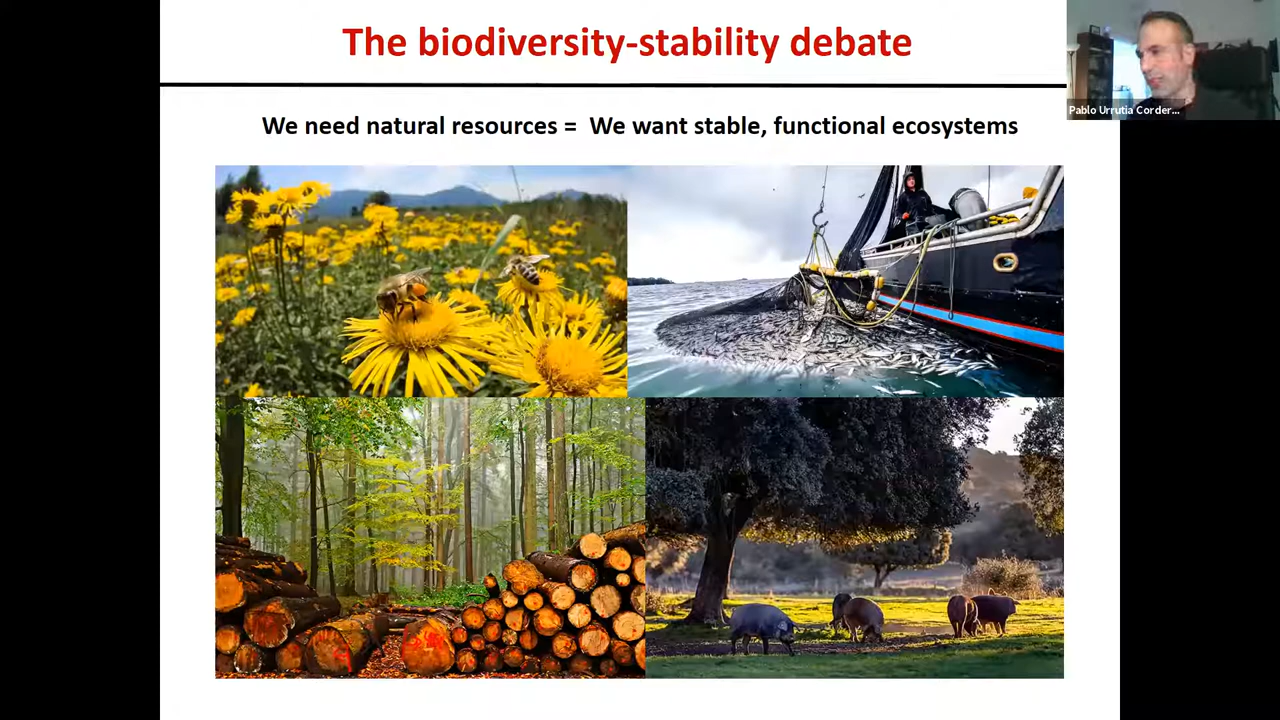 The biodiversity-stability debate
We need natural resources = We want stable, functional ecosystems
Pablo Urrutia Corder...